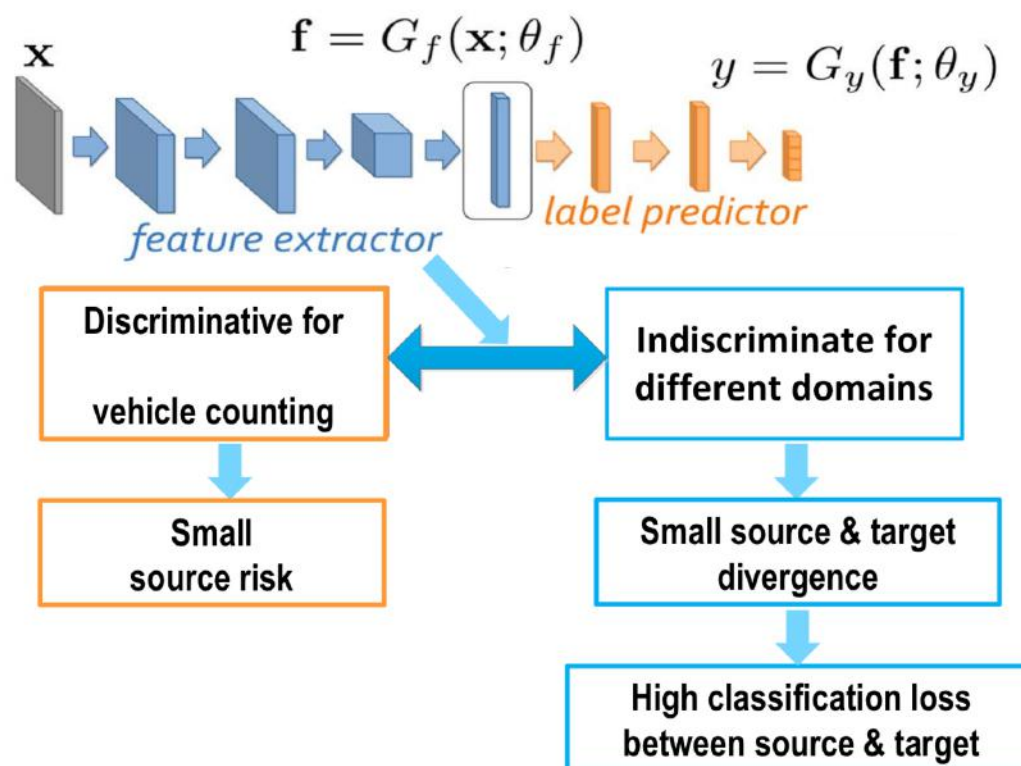 𝐱
𝐟 = G_f(𝐱; θ_f)
y = G_y(𝐟; θ_y)
feature extractor
label predictor
Discriminative for
vehicle counting
Indiscriminate for
different domains
Small
source risk
Small source & target
divergence
High classification loss
between source & target